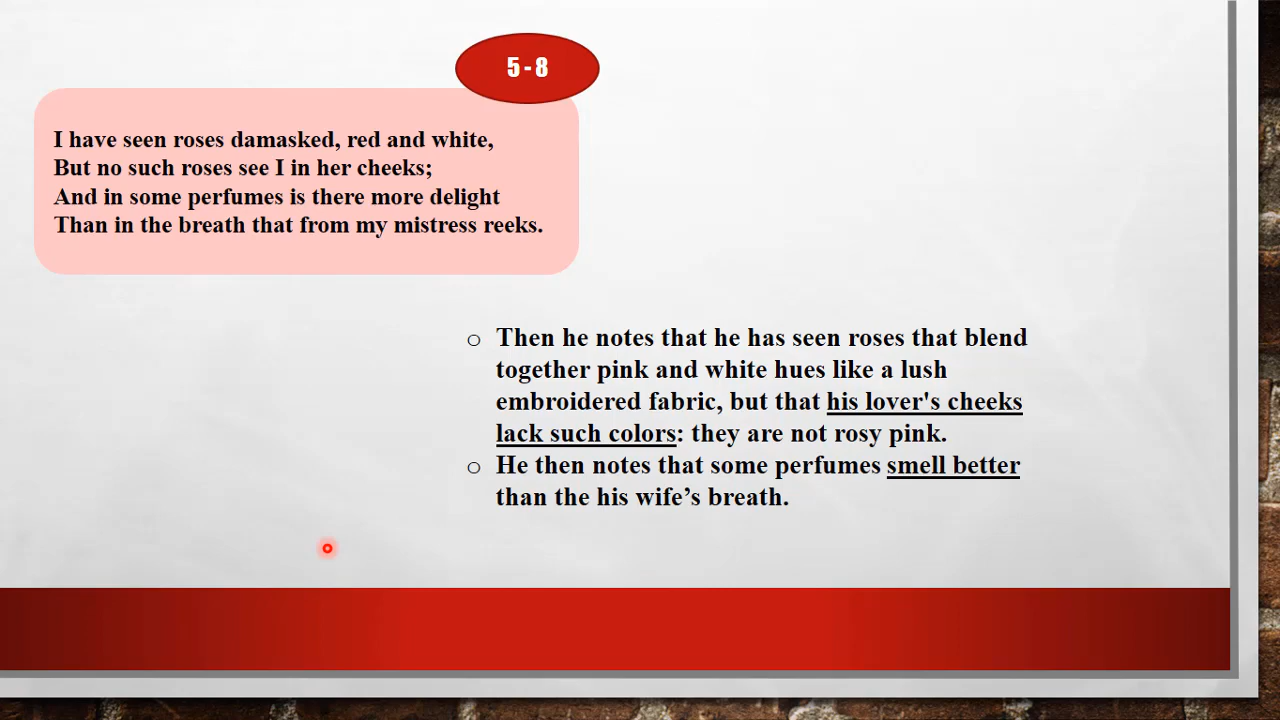 5 - 8
I have seen roses damasked, red and white,
But no such roses see I in her cheeks;
And in some perfumes is there more delight
Than in the breath that from my mistress reeks.
o Then he notes that he has seen roses that blend
together pink and white hues like a lush
embroidered fabric, but that his lover's cheeks
lack such colors: they are not rosy pink.
o He then notes that some perfumes smell better
than the his wife’s breath.